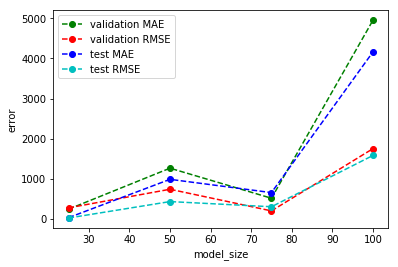 validation MAE
validation RMSE
test MAE
test RMSE
5000
4000
3000
2000
1000
0
error
30 40 50 60 70 80 90 100
model_size